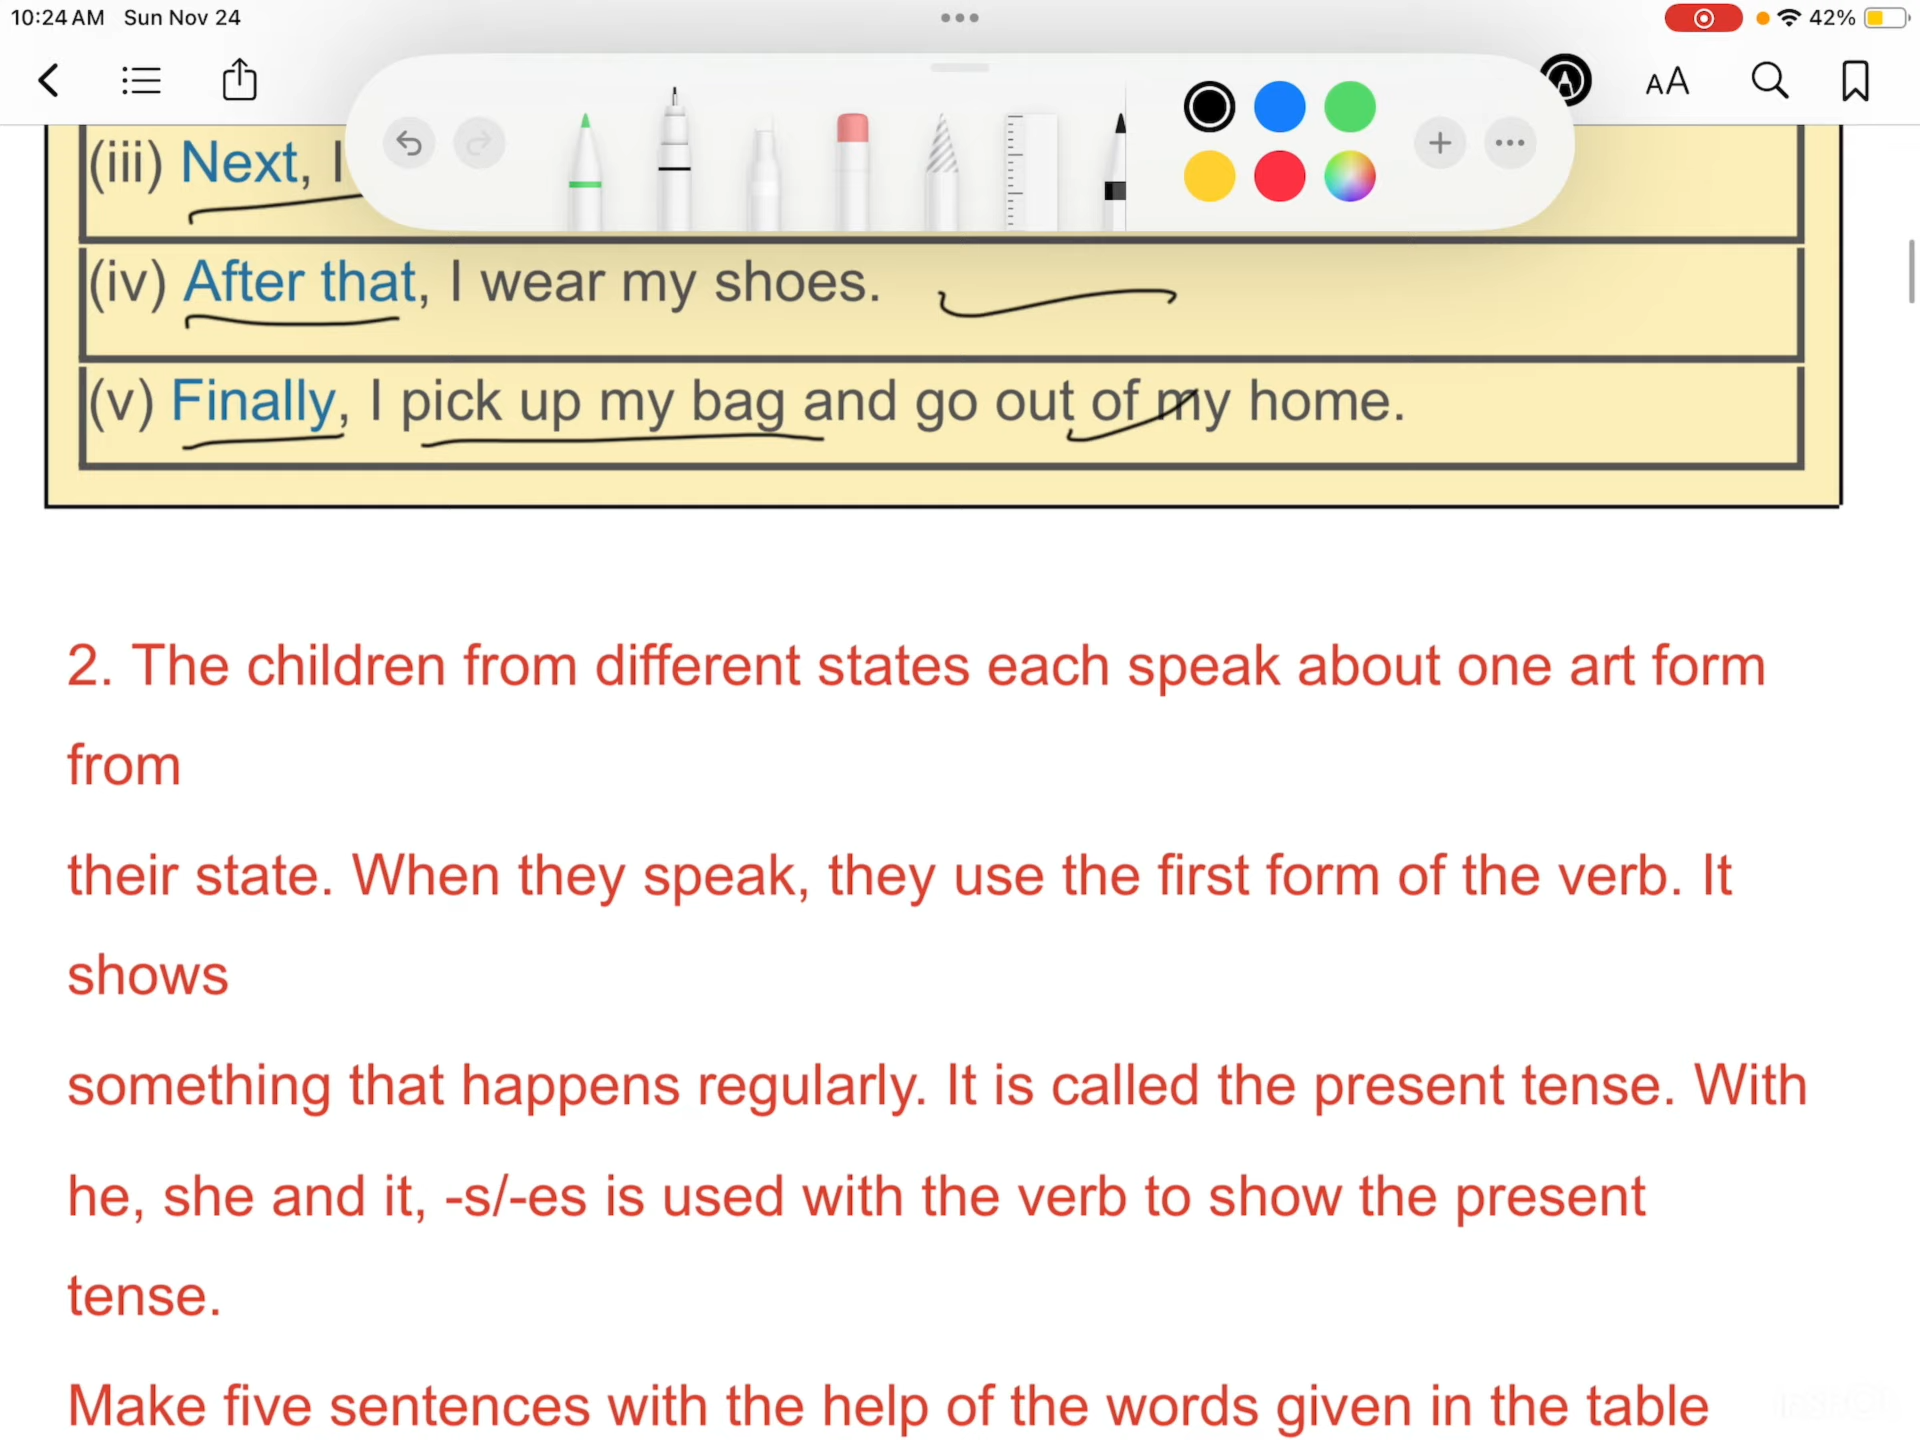 10:24 AM Sun Nov 24
42%
AA
(iii) Next, I
(iv) After that, I wear my shoes.
(v) Finally, I pick up my bag and go out of my home.
2. The children from different states each speak about one art form
from
their state. When they speak, they use the first form of the verb. It
shows
something that happens regularly. It is called the present tense. With
he, she and it, -s/-es is used with the verb to show the present
tense.
Make five sentences with the help of the words given in the table